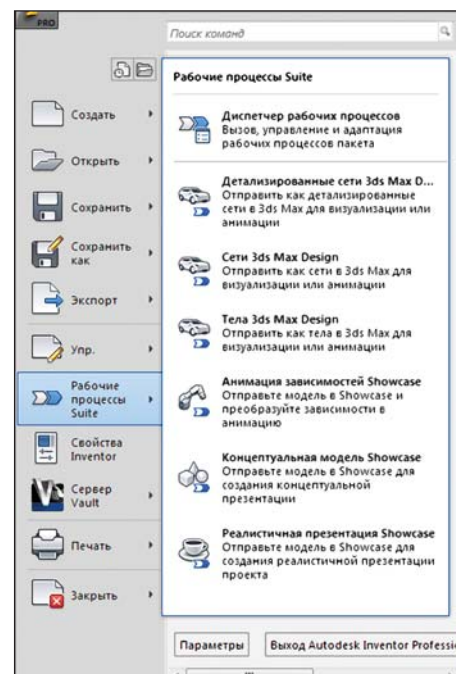 PRO
Поиск команд
Рабочие процессы Suite
Создать
Открыть
Сохранить
Сохранить
как
Экспорт
Упр.
Рабочие
процессы
Suite
Свойства
Inventor
Сервер
Vault
Печать
Закрыть
Диспетчер рабочих процессов
Вызов, управление и адаптация
рабочих процессов пакета
Детализированные сети 3ds Max D...
Отправить как детализированные
сети в 3ds Max для визуализации или
анимации
Сети 3ds Max Design
Отправить как сети в 3ds Max для
визуализации или анимации
Тела 3ds Max Design
Отправить как тела в 3ds Max для
визуализации или анимации
Анимация зависимостей Showcase
Отправьте модель в Showcase и
преобразуйте зависимости в
анимацию
Концептуальная модель Showcase
Отправьте модель в Showcase для
создания концептуальной
презентации
Реалистичная презентация Showcase
Отправьте модель в Showcase для
создания реалистичной презентации
проекта
Параметры
Выход Autodesk Inventor Professi